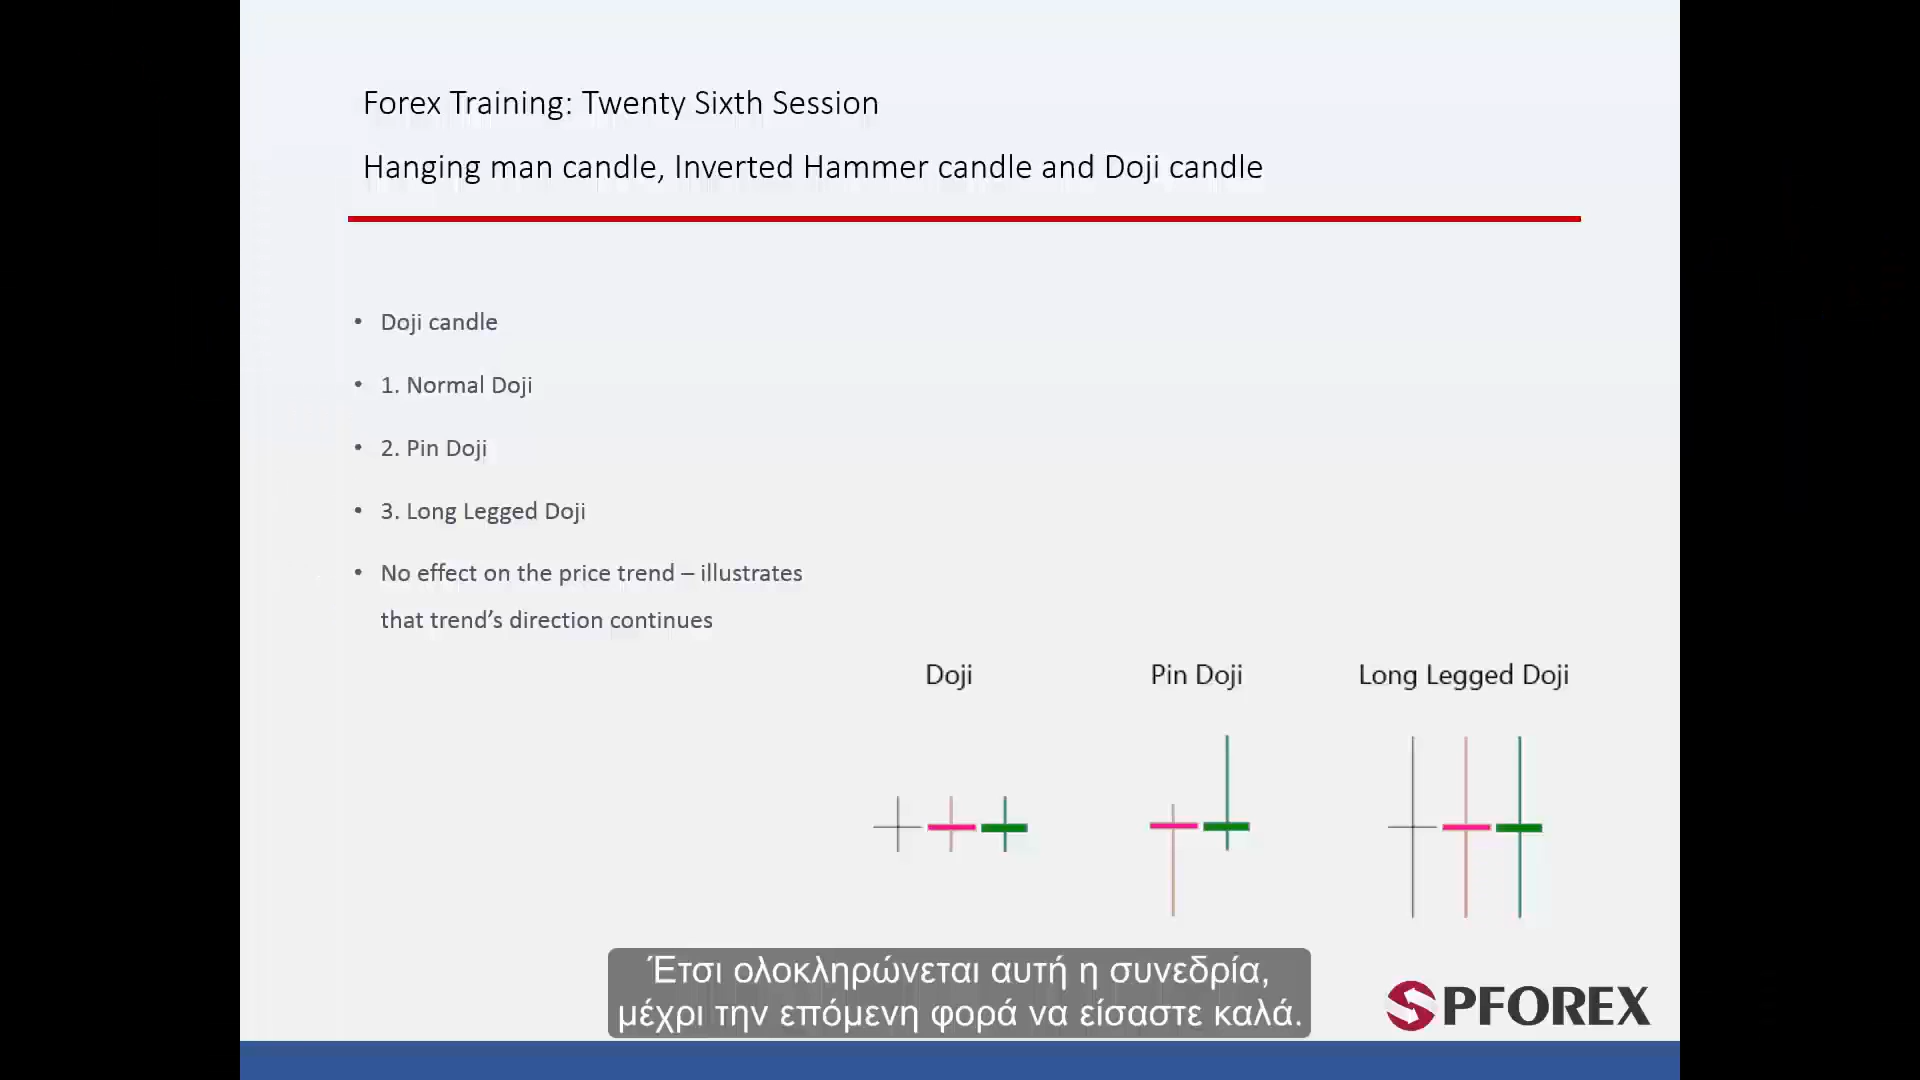 Forex Training: Twenty Sixth Session
Hanging man candle, Inverted Hammer candle and Doji candle
• Doji candle
• 1. Normal Doji
• 2. Pin Doji
• 3. Long Legged Doji
• No effect on the price trend – illustrates
that trend’s direction continues
Doji
Pin Doji
Long Legged Doji
Έτσι ολοκληρώνεται αυτή η συνεδρία,
μέχρι την επόμενη φορά να είσαστε καλά.
SPFOREX